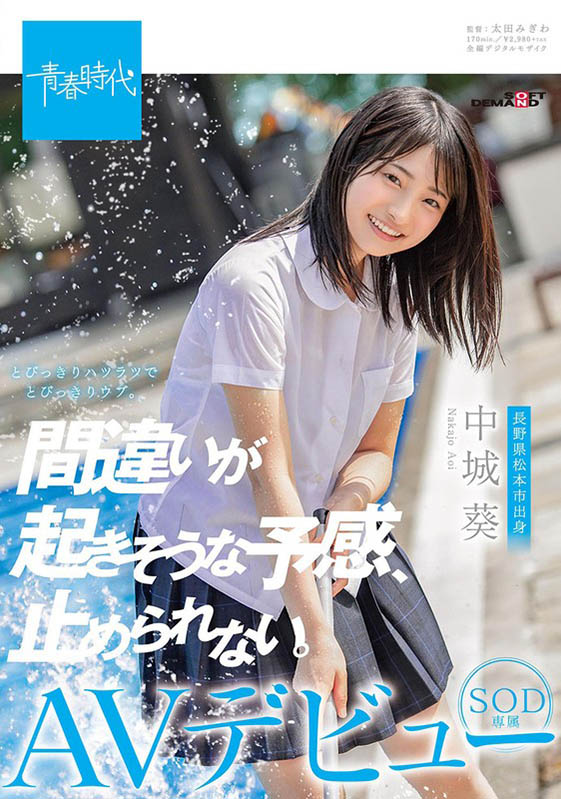 監督：太田みぎわ
170min.／¥2,980+tax
全編デジタルモザイク
青春時代
SOFT
ON
DEMAND
とびっきりハツラツで
とびっきりウブ。
間違いが
起きそうな予感、
止められない。
長野県松本市出身
中城 葵
Nakajo Aoi
AVデビュー
SOD
専属